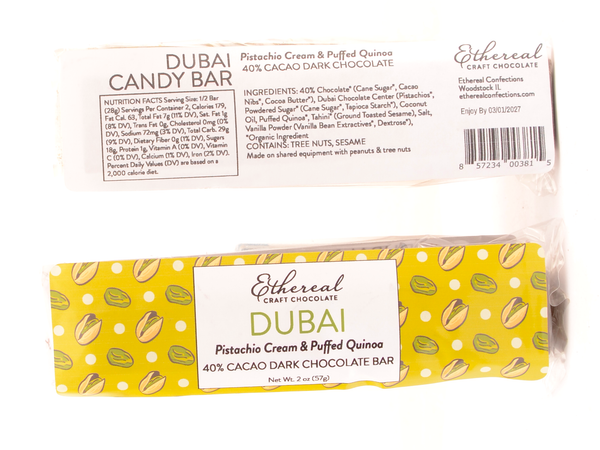 DUBAI
CANDY BAR
NUTRITION FACTS Serving Size: 1/2 Bar
(28g) Servings Per Container 2, Calories 179,
Fat Cal. 63, Total Fat 7g (11% DV), Sas. Fat 1g
(8% DV), Trans Fat 0g, Cholesterol 0mg (0%
DV), Sodium 72mg (3% DV), Total Carb. 29g
(9% DV), Dietary Fiber 0g (1% DV), Sugars
18g, Protein 1g, Vitamin A (0% DV), Vitamin
C (0% DV), Calcium (1% DV), Iron (2% DV).
Percent Daily Values (DV) are based on a
2,000 calorie diet.
Pistachio Cream & Puffed Quinoa
40% CACAO DARK CHOCOLATE
INGREDIENTS: 40% Chocolate* (Cane Sugar*, Cacao
Nibs*, Cocoa Butter*), Dubai Chocolate Center (Pistachios*,
Powdered Sugar* (Cane Sugar*, Tapioca Starch*), Coconut
Oil, Puffed Quinoa*, Tahini* (Ground Toasted Sesame), Salt,
Vanilla Powder (Vanilla Bean Extractives*, Dextrose*),
*Organic Ingredient
CONTAINS: TREE NUTS, SESAME
Made on shared equipment with peanuts & tree nuts
Ethereal
CRAFT CHOCOLATE
Ethereal Confections
Woodstock IL
etherealconfections.com
Enjoy By 03/01/2027
8 57234 00381 5
Ethereal
CRAFT CHOCOLATE
DUBAI
Pistachio Cream & Puffed Quinoa
40% CACAO DARK CHOCOLATE BAR
Net Wt. 2 oz (57g)